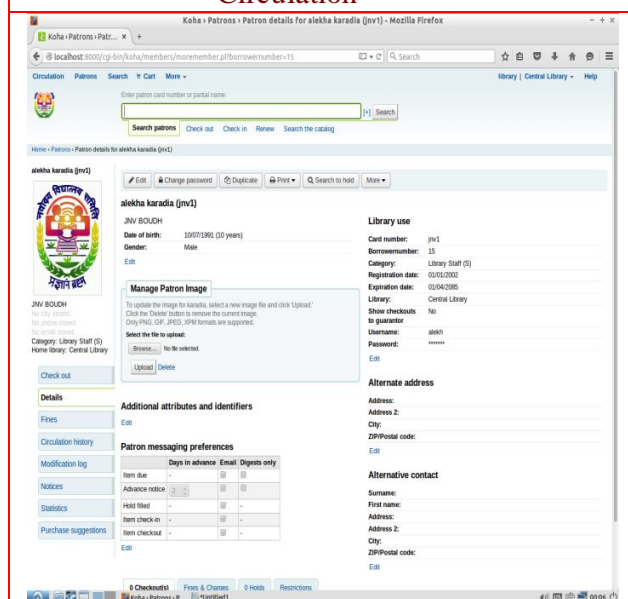 Circulation
Koha › Patrons › Patron details for alekha karadia (jnv1) - Mozilla Firefox
Koha › Patrons › Patr... × +
localhost:8000/cgi-bin/koha/members/moremember.pl?borrowernumber=15 Search
Circulation Patrons Search Cart More library | Central Library Help
Enter patron card number or partial name:
[+] Search
Search patrons Check out Check in Renew Search the catalog
Home › Patrons › Patron details for alekha karadia (jnv1)
alekha karadia (jnv1)
नवोदय विद्यालय समिति
प्रज्ञानं ब्रह्म
JNV BOUDH
No city stored.
No phone stored.
No email stored.
Category: Library Staff (S)
Home library: Central Library
Check out
Details
Fines
Circulation history
Modification log
Notices
Statistics
Purchase suggestions
Edit Change password Duplicate Print Search to hold More
alekha karadia (jnv1)
JNV BOUDH
Date of birth: 10/07/1991 (10 years)
Gender: Male
Edit
Manage Patron Image
To update the image for karadia, select a new image file and click 'Upload.'
Click the 'Delete' button to remove the current image.
Only PNG, GIF, JPEG, XPM formats are supported.
Select the file to upload:
Browse... No file selected.
Upload Delete
Additional attributes and identifiers
Edit
Patron messaging preferences
Days in advance Email Digests only
Item due -
Advance notice 2
Hold filled - -
Item check-in - -
Item checkout - -
Edit
Library use
Card number: jnv1
Borrowernumber: 15
Category: Library Staff (S)
Registration date: 01/01/2002
Expiration date: 01/04/2085
Library: Central Library
Show checkouts No
to guarantor
Username: alekh
Password: *******
Edit
Alternate address
Address:
Address 2:
City:
ZIP/Postal code:
Edit
Alternative contact
Surname:
First name:
Address:
Address 2:
City:
ZIP/Postal code:
Edit
0 Checkout(s) Fines & Charges 0 Holds Restrictions
Koha › Patrons › P... *Untitled1 00:06